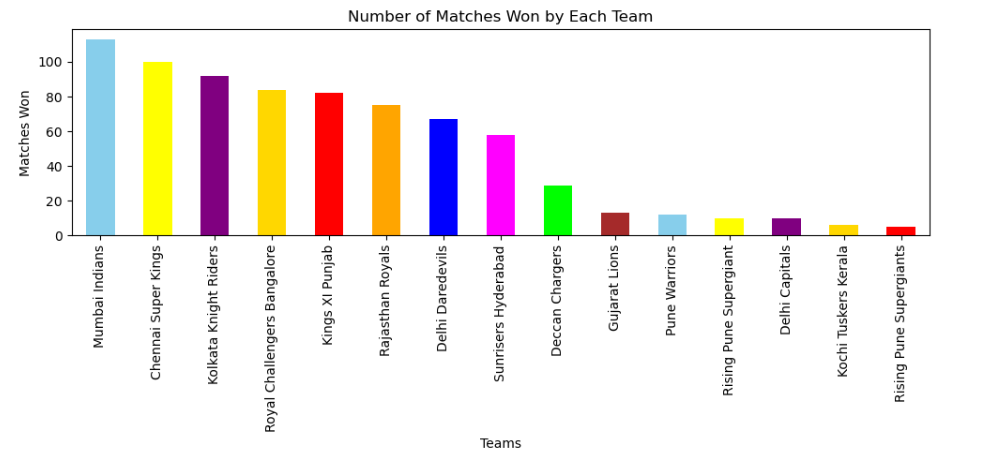 Number of Matches Won by Each Team
Matches Won
100
80
60
40
20
0
Mumbai Indians
Chennai Super Kings
Kolkata Knight Riders
Royal Challengers Bangalore
Kings XI Punjab
Rajasthan Royals
Delhi Daredevils
Sunrisers Hyderabad
Deccan Chargers
Gujarat Lions
Pune Warriors
Rising Pune Supergiant
Delhi Capitals
Kochi Tuskers Kerala
Rising Pune Supergiants
Teams